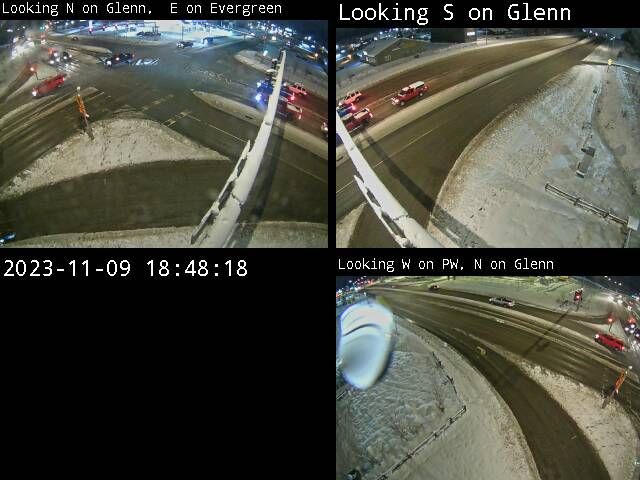 Looking N on Glenn, E on Evergreen
Looking S on Glenn
2023-11-09 18:48:18
Looking W on PW, N on Glenn